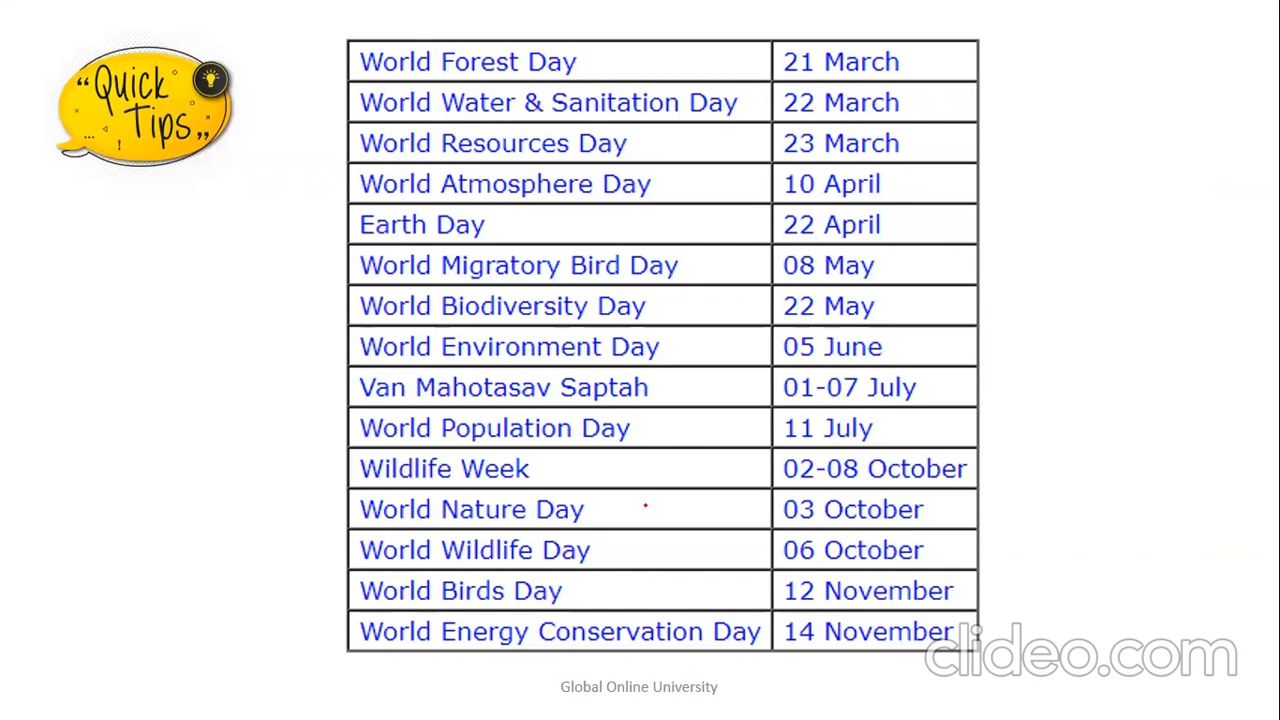 “Quick
Tips„
World Forest Day 21 March
World Water & Sanitation Day 22 March
World Resources Day 23 March
World Atmosphere Day 10 April
Earth Day 22 April
World Migratory Bird Day 08 May
World Biodiversity Day 22 May
World Environment Day 05 June
Van Mahotasav Saptah 01-07 July
World Population Day 11 July
Wildlife Week 02-08 October
World Nature Day 03 October
World Wildlife Day 06 October
World Birds Day 12 November
World Energy Conservation Day 14 November
clideo.com
Global Online University